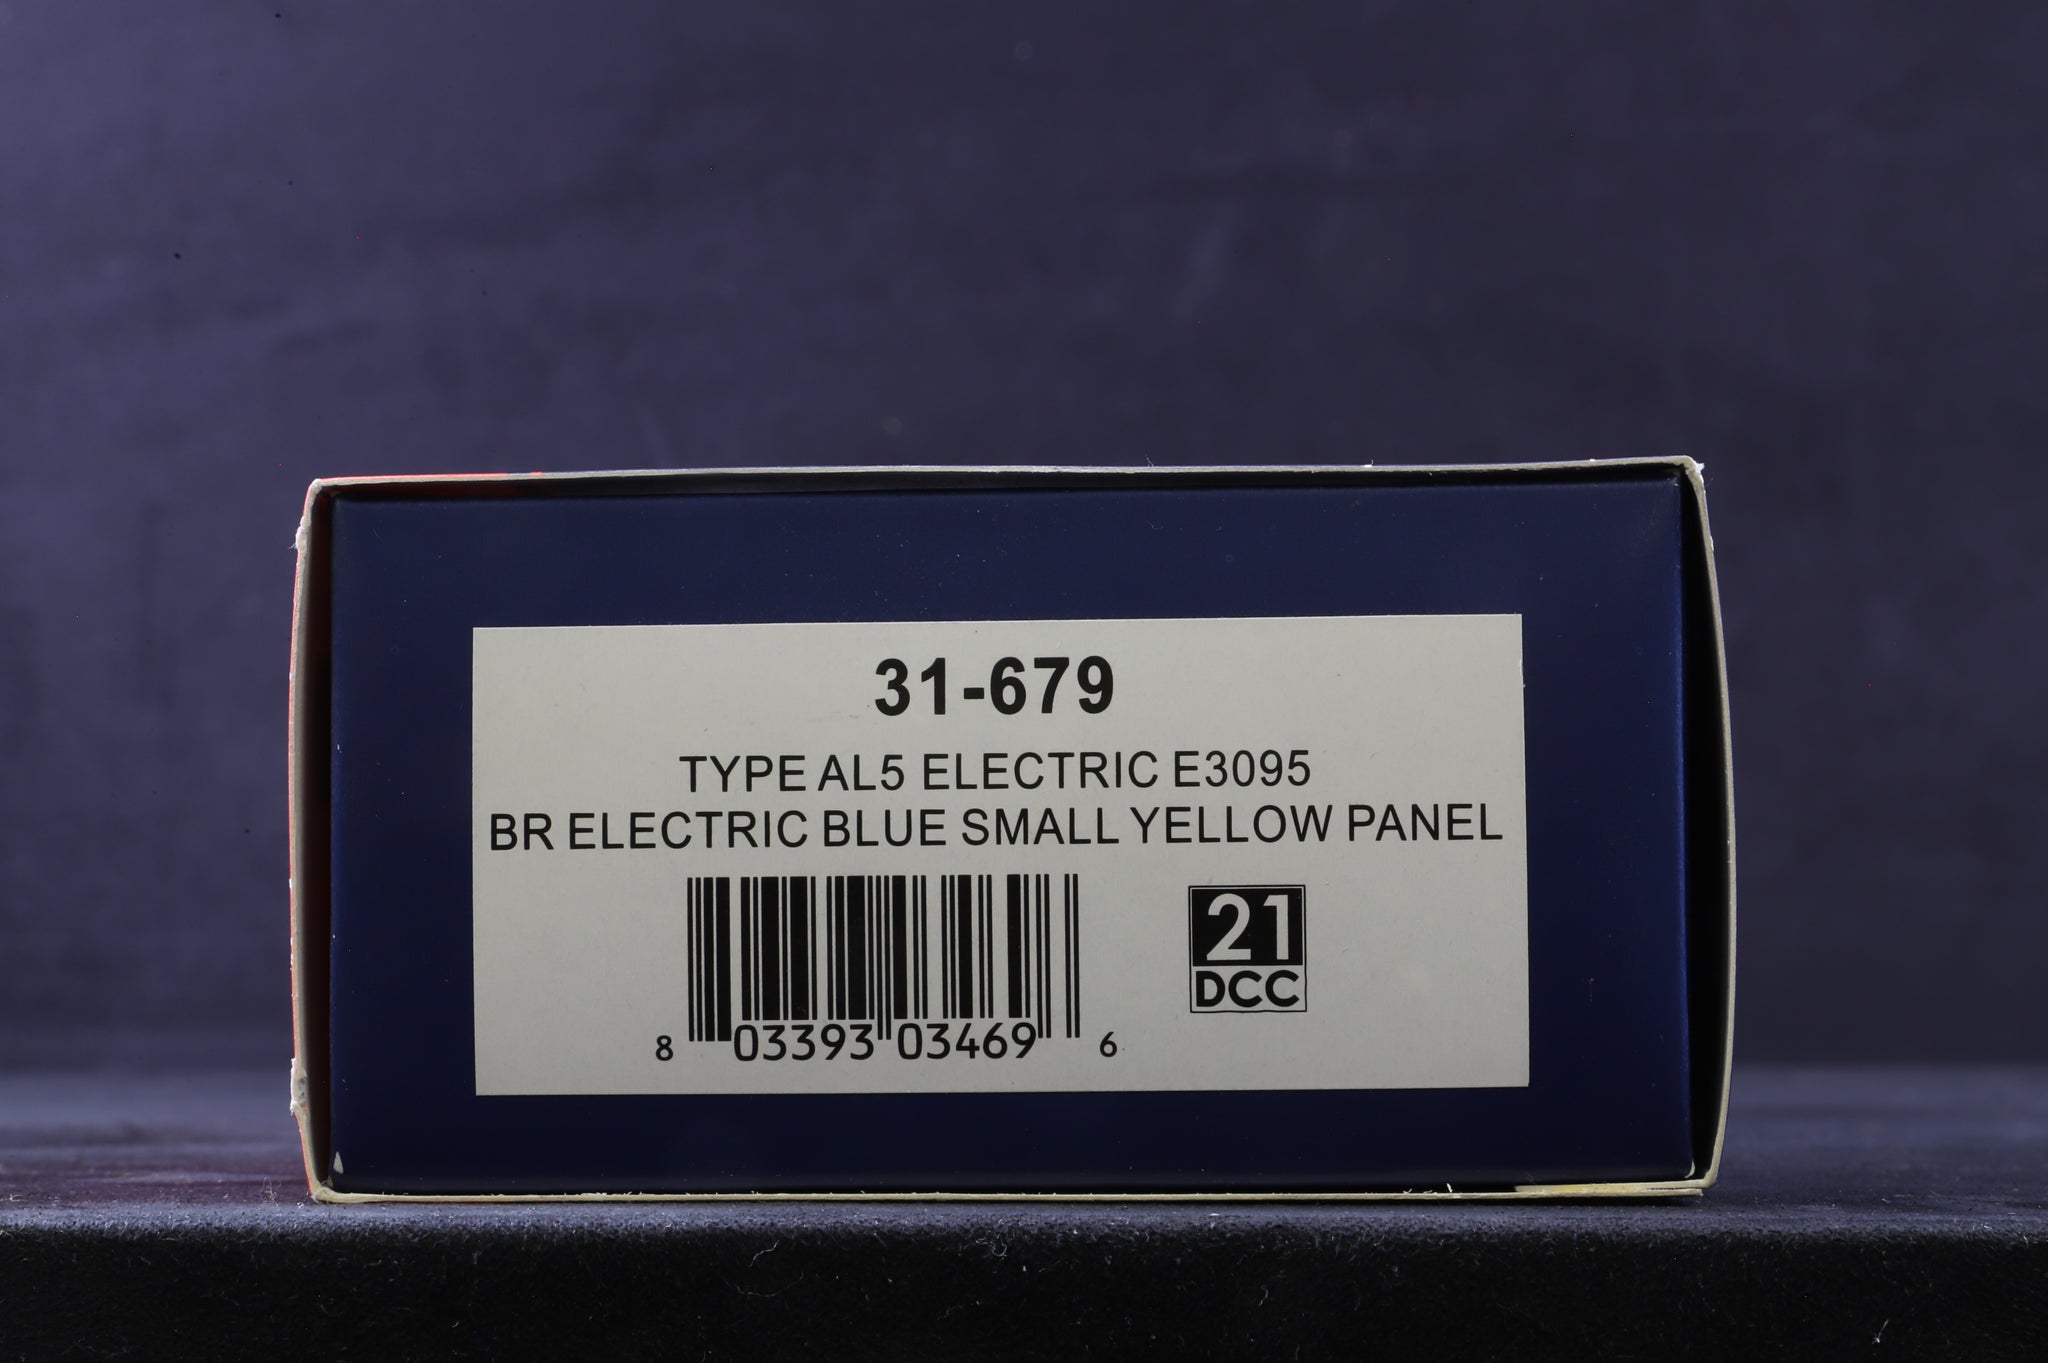 31-679
TYPE AL5 ELECTRIC E3095
BR ELECTRIC BLUE SMALL YELLOW PANEL
21
DCC
8 03393 03469 6